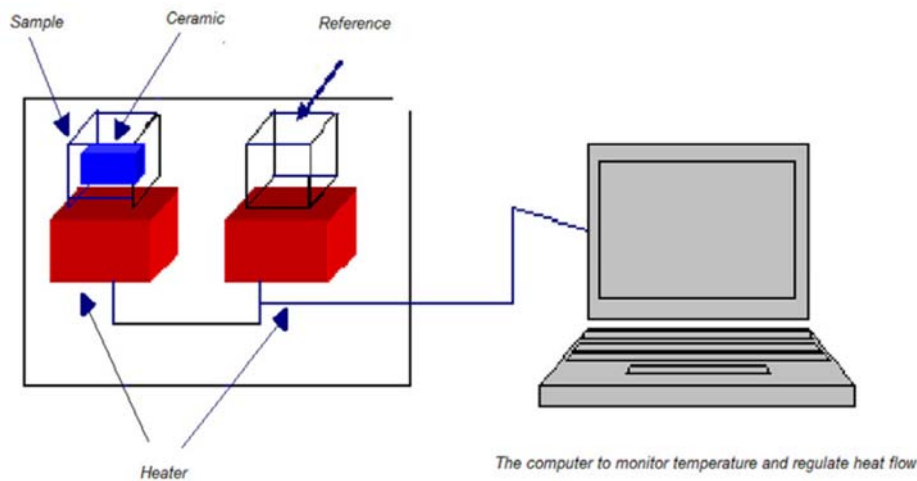 Sample
Ceramic
Reference
Heater
The computer to monitor temperature and regulate heat flow